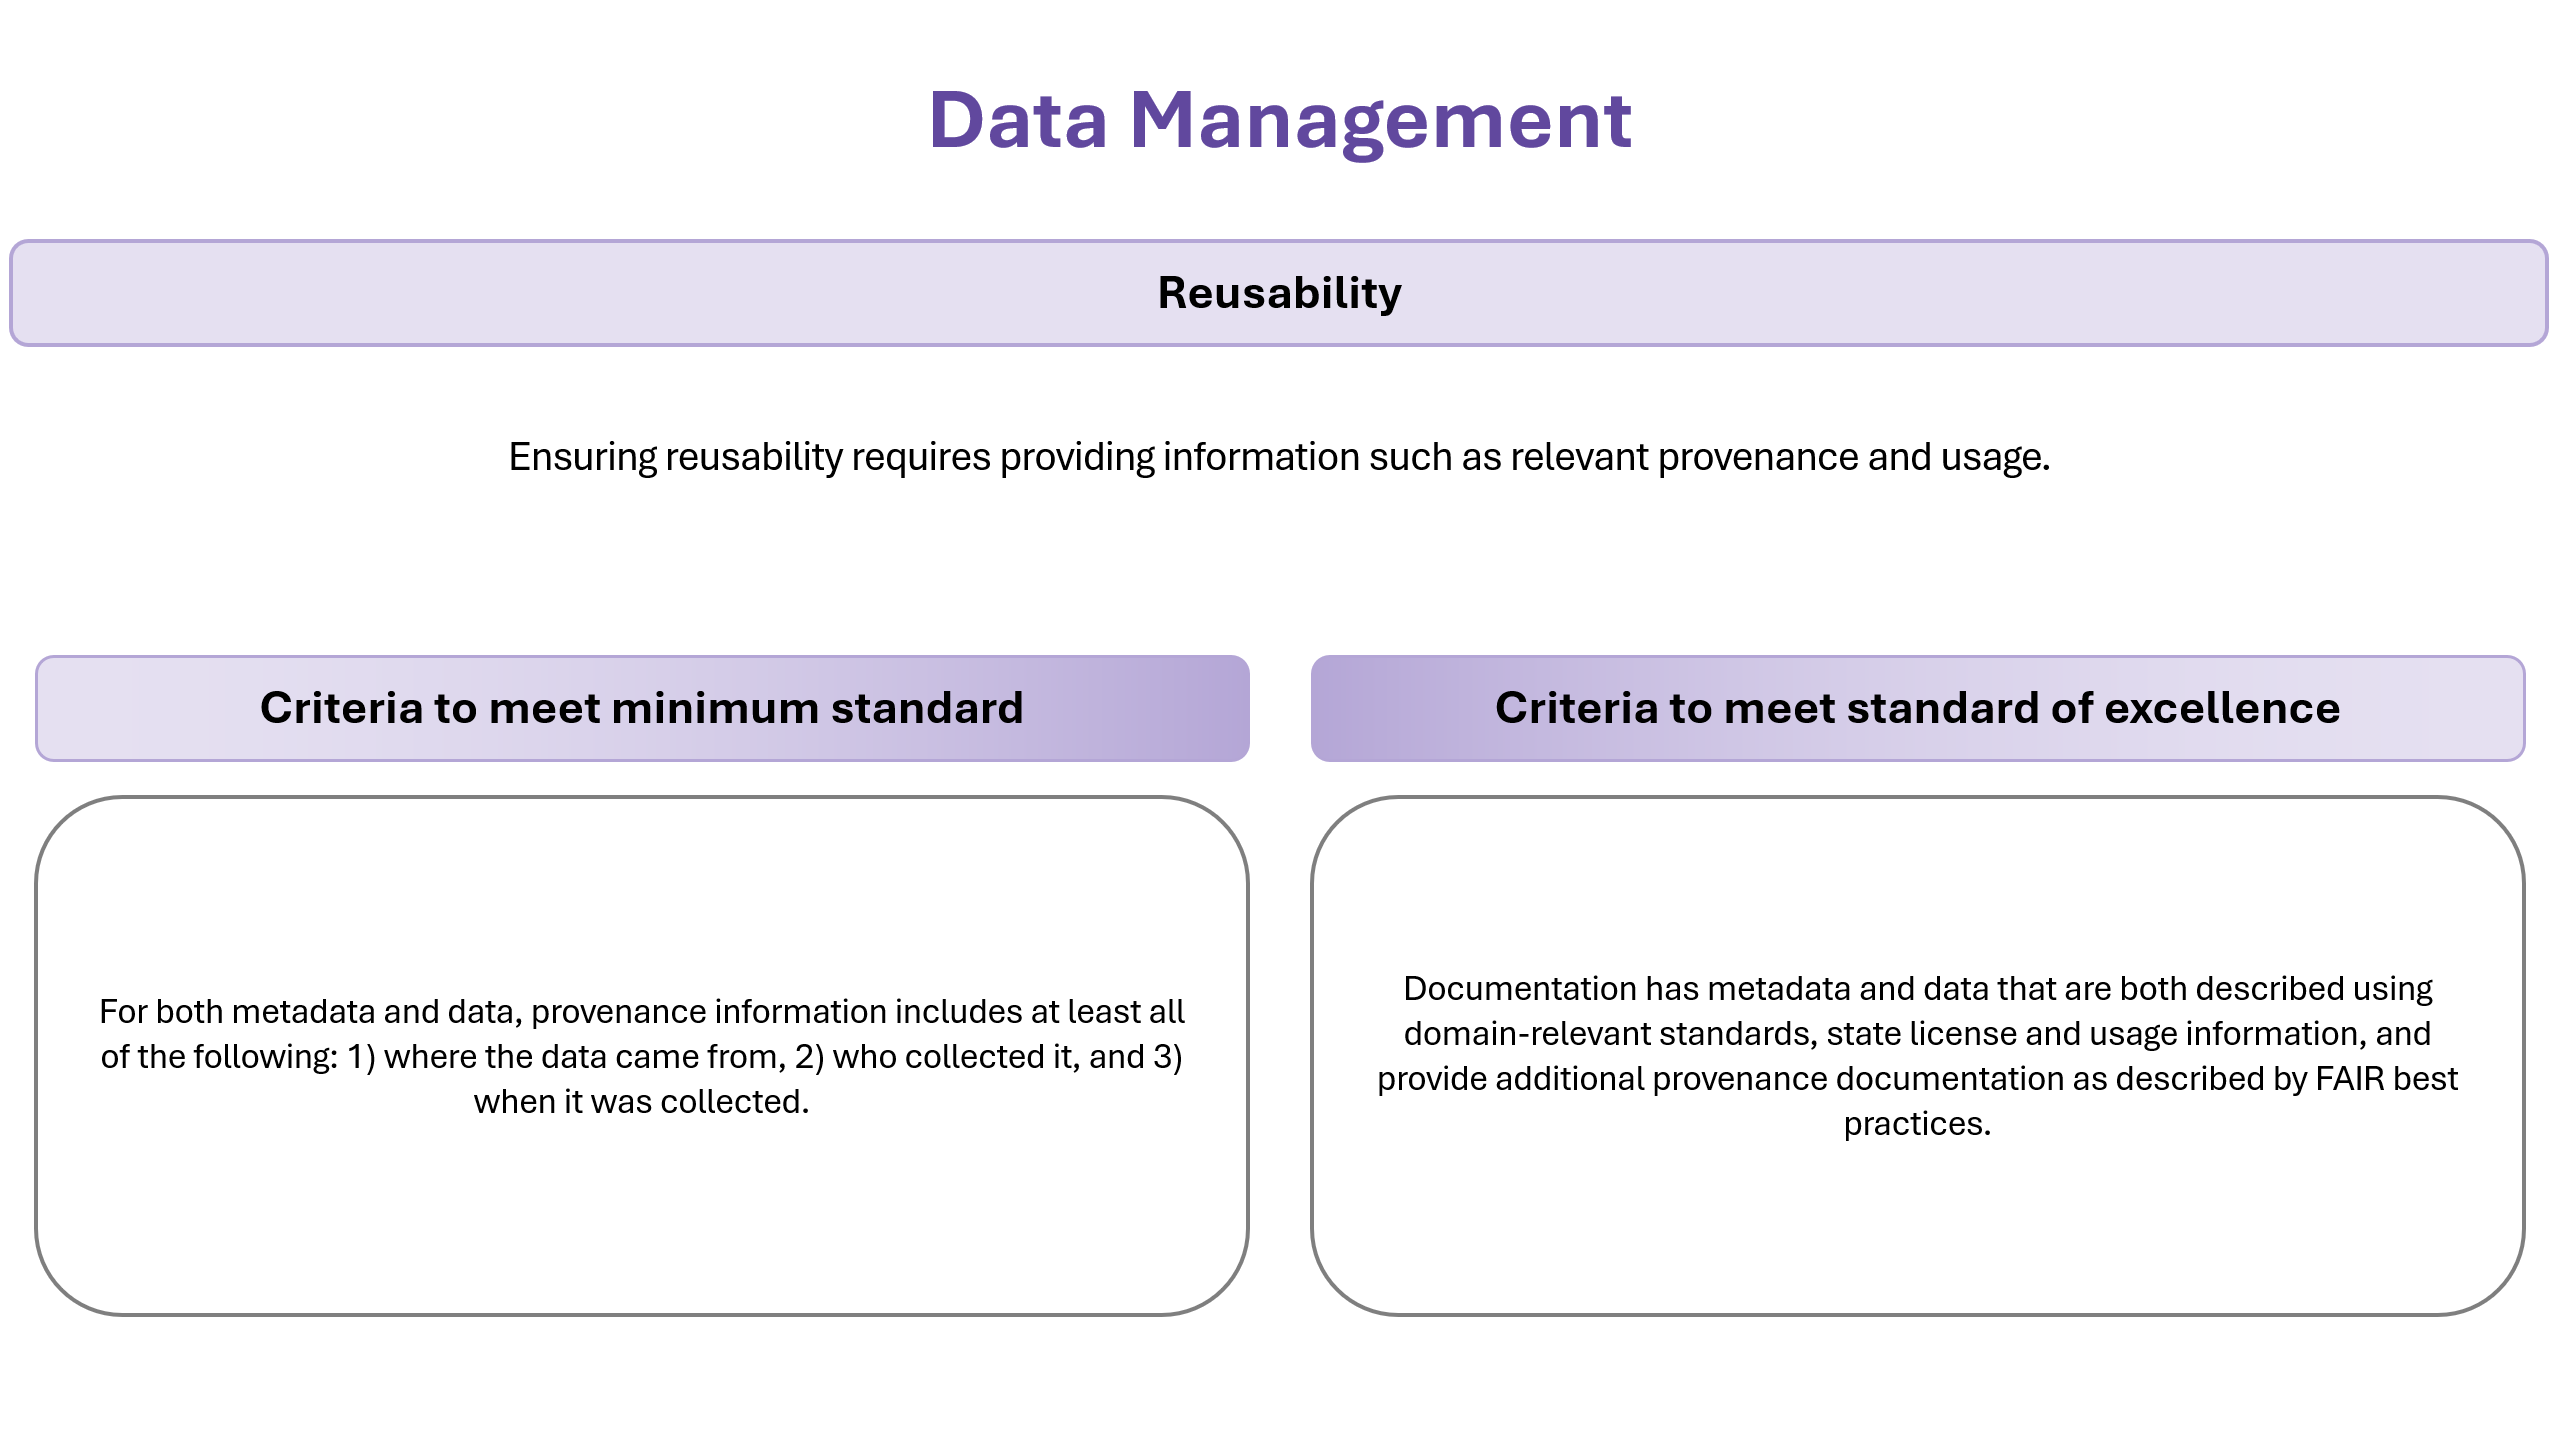 Data Management
Reusability
Ensuring reusability requires providing information such as relevant provenance and usage.
Criteria to meet minimum standard
For both metadata and data, provenance information includes at least all
of the following: 1) where the data came from, 2) who collected it, and 3)
when it was collected.
Criteria to meet standard of excellence
Documentation has metadata and data that are both described using
domain-relevant standards, state license and usage information, and
provide additional provenance documentation as described by FAIR best
practices.